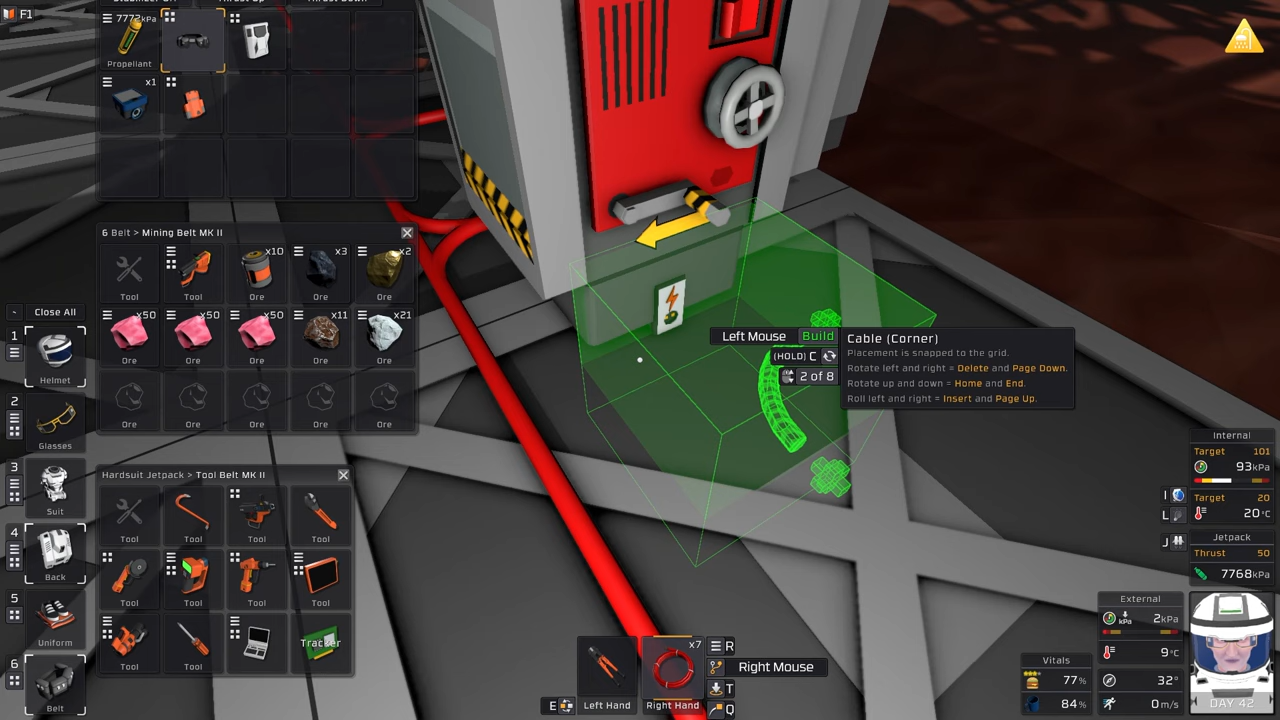 F1
7772kPa
Propellant
x1
6 Belt > Mining Belt MK II
Tool
Tool
x10
Ore
x3
Ore
x2
Ore
x50
Ore
x50
Ore
x50
Ore
x11
Ore
x21
Ore
Ore
Ore
Ore
Ore
Ore
- Close All
1
Helmet
2
Glasses
3
Suit
4
Back
5
Uniform
6
Belt
Hardsuit Jetpack > Tool Belt MK II
Tool
Tool
Tool
Tool
Tool
Tool
Tool
Tool
Tool
Tool
Tracker
Left Mouse Build
(HOLD) C
2 of 8
Cable (Corner)
Placement is snapped to the grid.
Rotate left and right = Delete and Page Down.
Rotate up and down = Home and End.
Roll left and right = Insert and Page Up.
E
Left Hand
x7
Right Hand
R
Right Mouse
T
Q
Internal
Target 101
93kPa
Target 20
20°C
I
L
J
Jetpack
Thrust 50
7768kPa
External
kPa
2kPa
9°C
32°
0m/s
Vitals
77%
84%
DAY 42